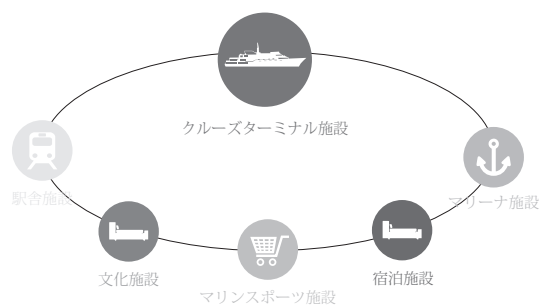 クルーズターミナル施設
駅舎施設
マリーナ施設
文化施設
宿泊施設
マリンスポーツ施設